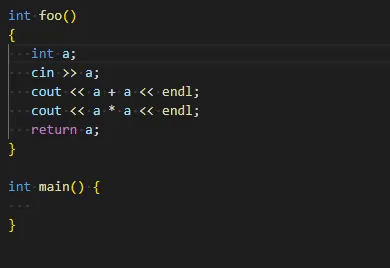 int foo()
{
   int a;
   cin >> a;
   cout << a + a << endl;
   cout << a * a << endl;
   return a;
}

int main() {
   
}